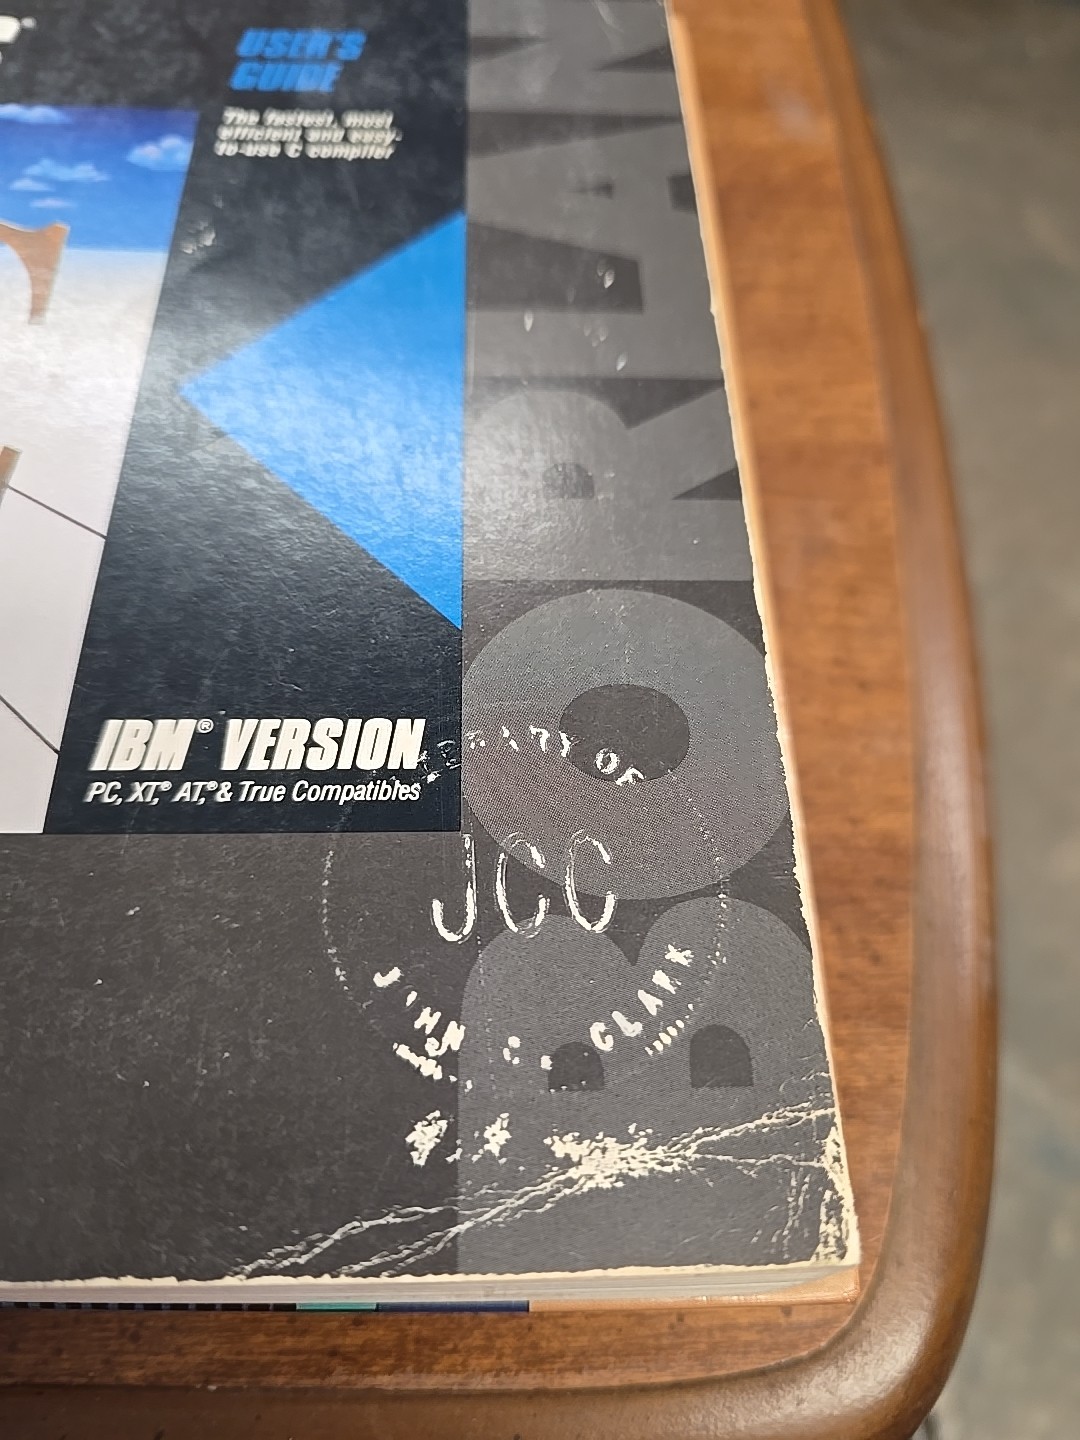 USER'S
GUIDE
The fastest, most
efficient and easy-
to-use C compiler
IBM® VERSION
PC, XT,® AT,® & True Compatibles
BORLAN
OF
JCC
C. CLARK